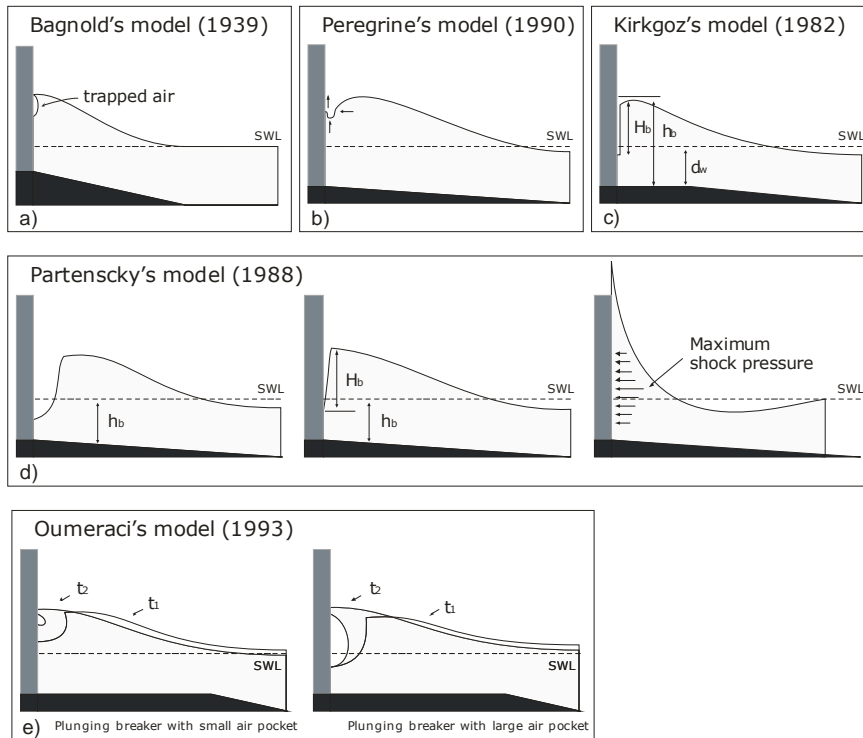 Bagnold's model (1939)
trapped air
SWL
a)
Peregrine's model (1990)
SWL
b)
Kirkgoz's model (1982)
Hb
hb
SWL
dw
c)
Partenscky's model (1988)
SWL
hb
Hb
SWL
hb
Maximum
shock pressure
SWL
d)
Oumeraci's model (1993)
t2
t1
SWL
t2
t1
SWL
e)
Plunging breaker with small air pocket
Plunging breaker with large air pocket